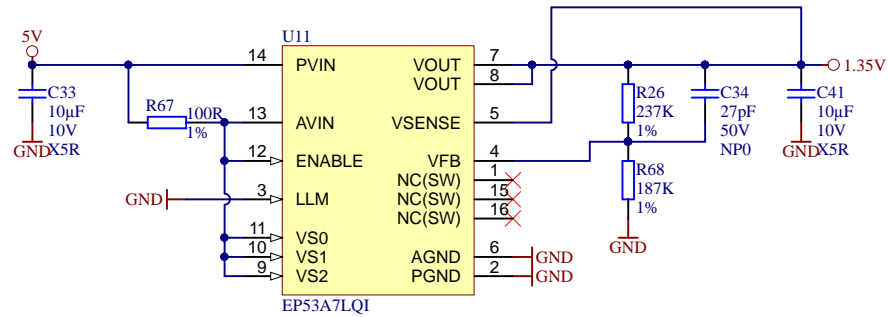 5V
C33
10µF
10V
X5R
GND
R67
100R
1%
U11
14
PVIN
13
AVIN
12
ENABLE
3
LLM
GND
11
VS0
10
VS1
9
VS2
VOUT
7
VOUT
8
VSENSE
5
VFB
4
NC(SW)
1
NC(SW)
15
NC(SW)
16
AGND
6
GND
PGND
2
GND
EP53A7LQI
R26
237K
1%
R68
187K
1%
GND
C34
27pF
50V
NP0
C41
10µF
10V
X5R
GND
1.35V